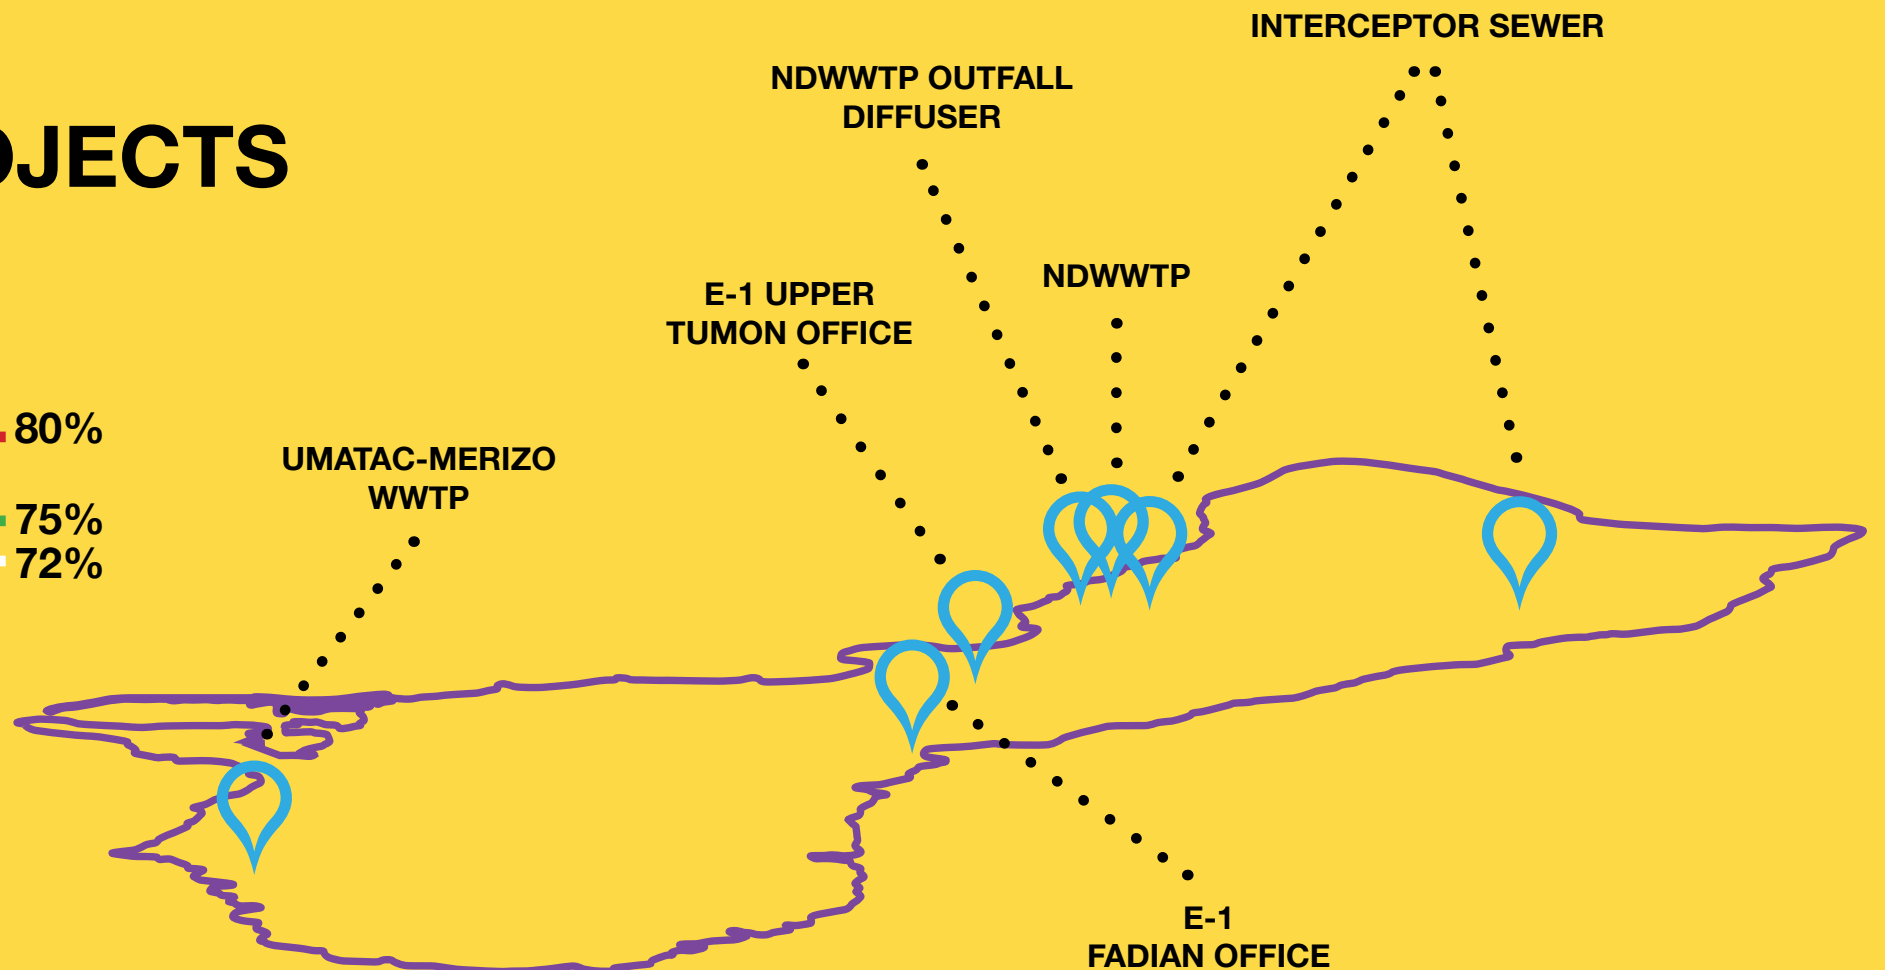 INTERCEPTOR SEWER
NDWWTP OUTFALL
DIFFUSER
OJECTS
NDWWTP
E-1 UPPER
TUMON OFFICE
80%
UMATAC-MERIZO
WWTP
75%
72%
E-1
FADIAN OFFICE